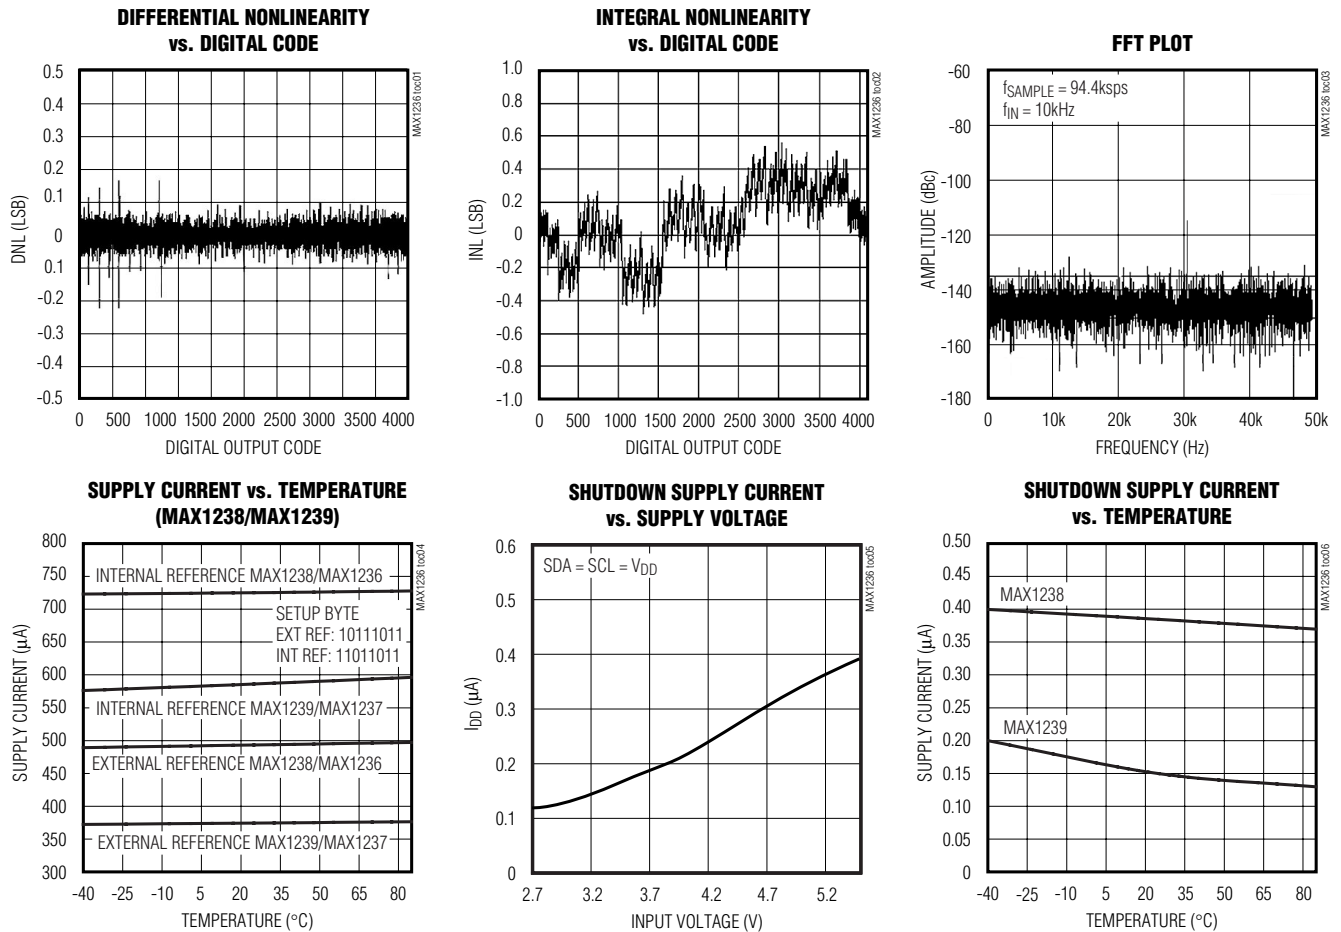 DIFFERENTIAL NONLINEARITY
vs. DIGITAL CODE
MAX1236 toc01
DNL (LSB)
0.5
0.4
0.3
0.2
0.1
0
0.1
-0.2
-0.3
-0.4
-0.5
0 500 1000 1500 2000 3000 3000 3500 4000
DIGITAL OUTPUT CODE
INTEGRAL NONLINEARITY
vs. DIGITAL CODE
MAX1236 toc02
INL (LSB)
1.0
0.8
0.6
0.4
0.2
0
-0.2
-0.4
-0.6
-0.8
-1.0
0 500 1000 1500 2000 2500 3000 3500 4000
DIGITAL OUTPUT CODE
FFT PLOT
MAX1236 toc03
fSAMPLE = 94.4ksps
fIN = 10kHz
AMPLITUDE (dBc)
-60
-80
-100
-120
-140
-160
-180
0 10k 20k 30k 40k 50k
FREQUENCY (Hz)
SUPPLY CURRENT vs. TEMPERATURE
(MAX1238/MAX1239)
MAX1236 toc04
SUPPLY CURRENT (µA)
800
750
700
650
600
550
500
450
400
350
300
INTERNAL REFERENCE MAX1238/MAX1236
SETUP BYTE
EXT REF: 10111011
INT REF: 11011011
INTERNAL REFERENCE MAX1239/MAX1237
EXTERNAL REFERENCE MAX1238/MAX1236
EXTERNAL REFERENCE MAX1239/MAX1237
-40 -25 -10 5 20 35 50 65 80
TEMPERATURE (°C)
SHUTDOWN SUPPLY CURRENT
vs. SUPPLY VOLTAGE
MAX1236 toc05
SDA = SCL = VDD
IDD (µA)
0.6
0.5
0.4
0.3
0.2
0.1
0
2.7 3.2 3.7 4.2 4.7 5.2
INPUT VOLTAGE (V)
SHUTDOWN SUPPLY CURRENT
vs. TEMPERATURE
MAX1236 toc06
SUPPLY CURRENT (µA)
0.50
0.45
0.40
0.35
0.30
0.25
0.20
0.15
0.10
0.05
0
MAX1238
MAX1239
-40 -25 -10 5 20 35 50 65 80
TEMPERATURE (°C)